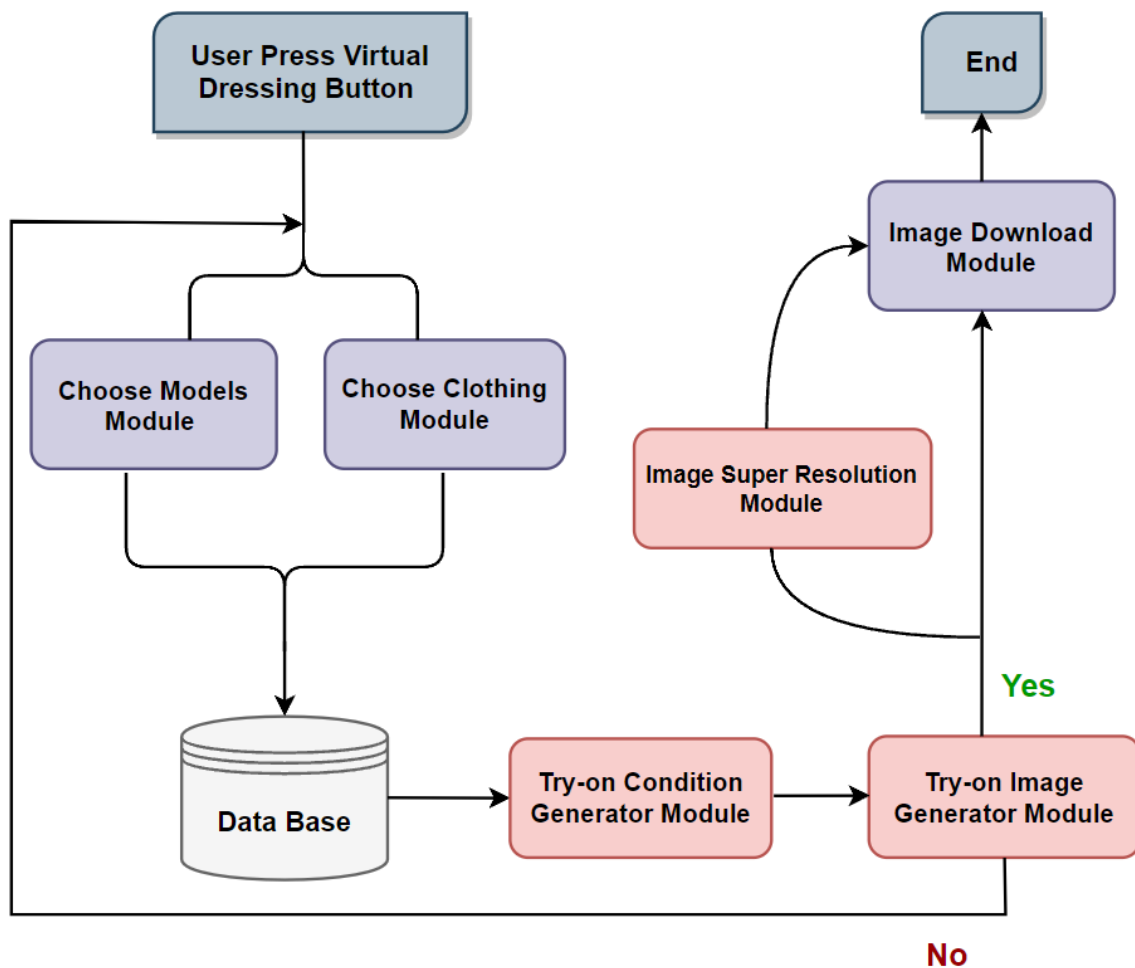 User Press Virtual
Dressing Button
End
Image Download
Module
Choose Models
Module
Choose Clothing
Module
Image Super Resolution
Module
Yes
Data Base
Try-on Condition
Generator Module
Try-on Image
Generator Module
No